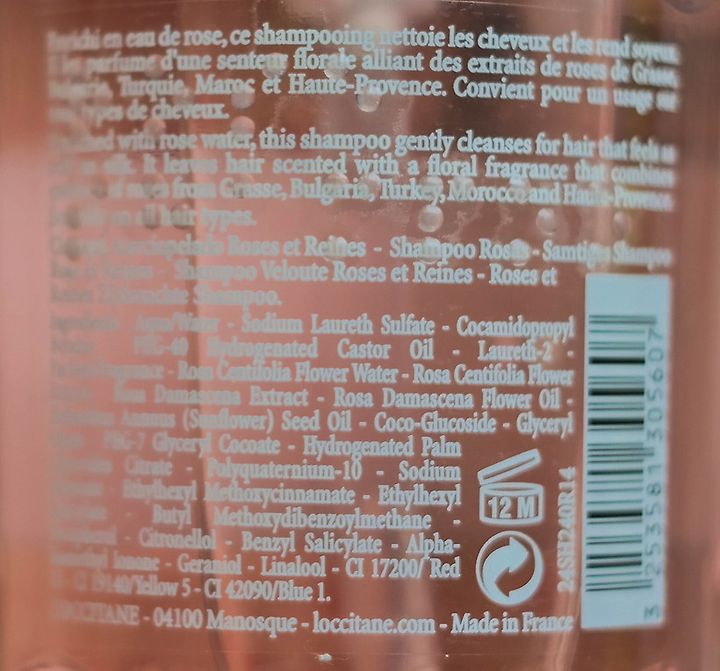 en eau de rose, ce shampooing nettoie les cheveux et les rend
parfume d'une senteur florale alliant des extraits de roses de Grasse,
Turquie, Maroc et Haute-Provence. Convient pour un usage sur
types de cheveux.
with rose water, this shampoo gently cleanses for hair that feels as
silk. It leaves hair scented with a floral fragrance that combines
from Grasse, Bulgaria, Turkey, Morocco and Haute-Provence
all hair types.
Roses et Reines - Shampoo Rosas - Samtiges Shampoo
- Shampoo Veloute Roses et Reines - Roses et
Shampoo.
Aqua/Water - Sodium Laureth Sulfate - Cocamidopropyl
PEG-40 Hydrogenated Castor Oil - Laureth-2 -
- Rosa Centifolia Flower Water - Rosa Centifolia Flower
Rosa Damascena Extract - Rosa Damascena Flower Oil -
Annuus (Sunflower) Seed Oil - Coco-Glucoside - Glyceryl
PEG-7 Glyceryl Cocoate - Hydrogenated Palm
Citrate - Polyquaternium-10 - Sodium
- Ethylhexyl Methoxycinnamate - Ethylhexyl
- Butyl Methoxydibenzoylmethane -
- Citronellol - Benzyl Salicylate - Alpha-
Ionone - Geraniol - Linalool - CI 17200/ Red
- CI 19140/Yellow 5 - CI 42090/Blue 1.
L'OCCITANE - 04100 Manosque - loccitane.com - Made in France
12 M
24SH240R14
3 253581 305607